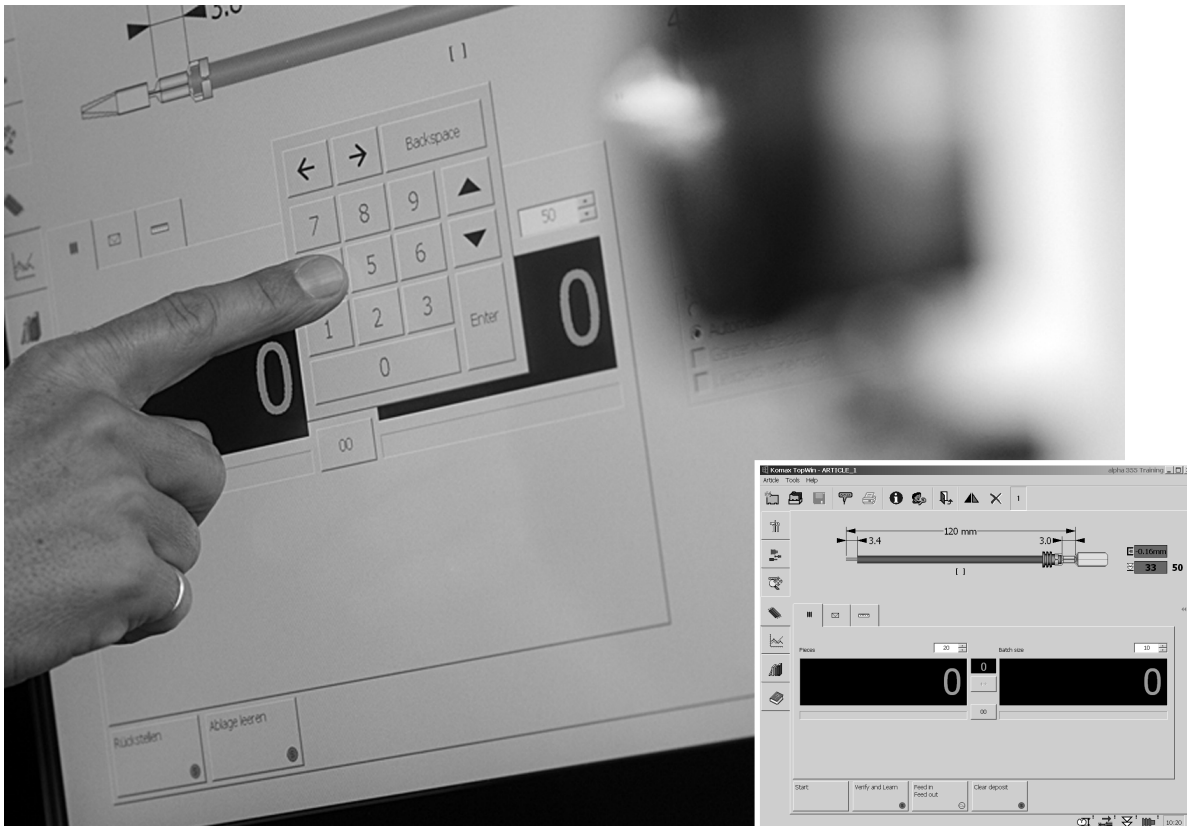 3.0
[ ]
← → Backspace
7 8 9
50
5 6
1 2 3 Enter
0
0 0
00
Rückstellen
Ablage leeren
Komax TopWin - ARTICLE_1
alpha 355 Training
Article Tools Help
1
120 mm
3.4
3.0
-0.16mm
33 50
[ ]
Pieces 20
Batch size 10
0
0
0
00
Start
Verify and Learn
Feed in
Feed out
Clear deposit
10:20